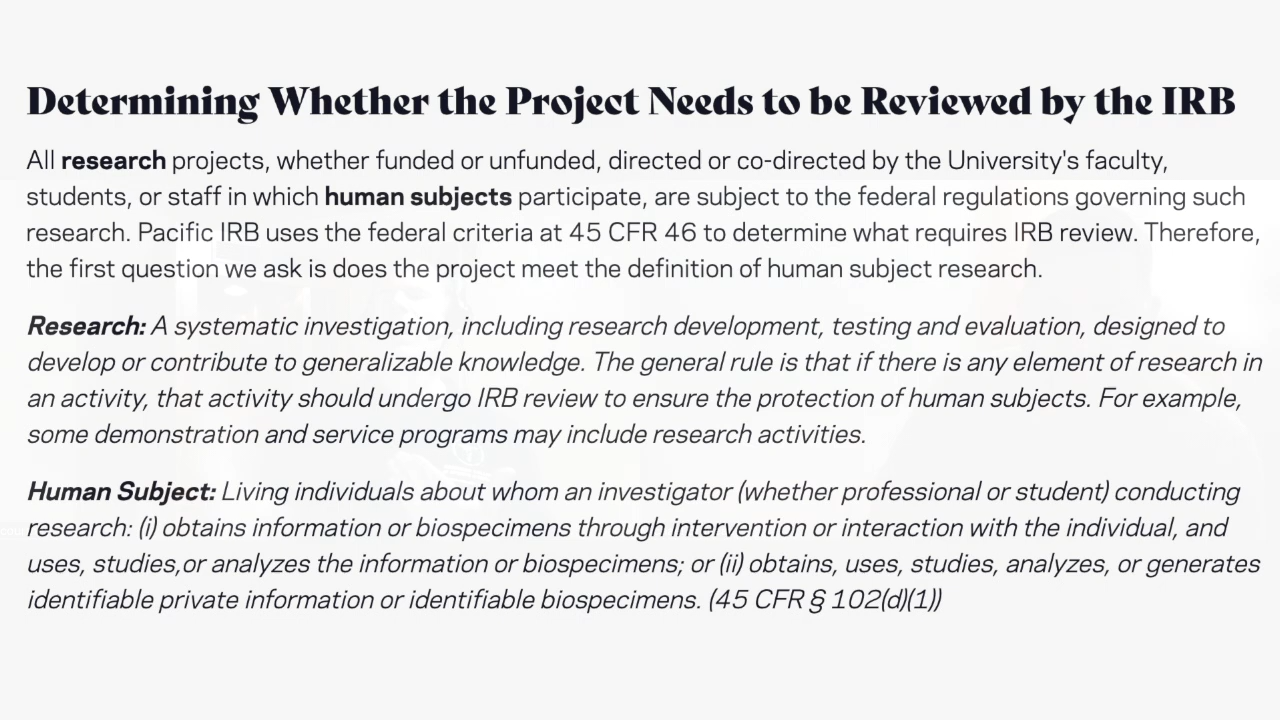 Determining Whether the Project Needs to be Reviewed by the IRB
All research projects, whether funded or unfunded, directed or co-directed by the University's faculty,
students, or staff in which human subjects participate, are subject to the federal regulations governing such
research. Pacific IRB uses the federal criteria at 45 CFR 46 to determine what requires IRB review. Therefore,
the first question we ask is does the project meet the definition of human subject research.
Research: A systematic investigation, including research development, testing and evaluation, designed to
develop or contribute to generalizable knowledge. The general rule is that if there is any element of research in
an activity, that activity should undergo IRB review to ensure the protection of human subjects. For example,
some demonstration and service programs may include research activities.
Human Subject: Living individuals about whom an investigator (whether professional or student) conducting
research: (i) obtains information or biospecimens through intervention or interaction with the individual, and
uses, studies,or analyzes the information or biospecimens; or (ii) obtains, uses, studies, analyzes, or generates
identifiable private information or identifiable biospecimens. (45 CFR § 102(d)(1))